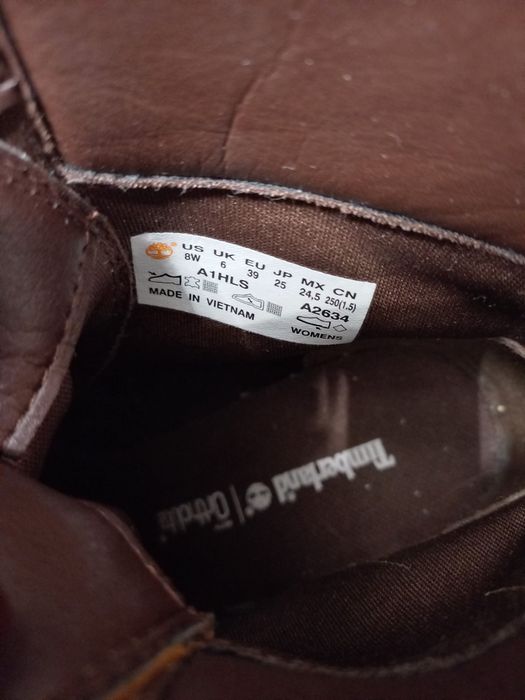 US UK EU JP MX CN
8W 6 39 25 24,5 250(1.5)
A1HLS
A2634
MADE IN VIETNAM
WOMENS
Timberland | Ortholite